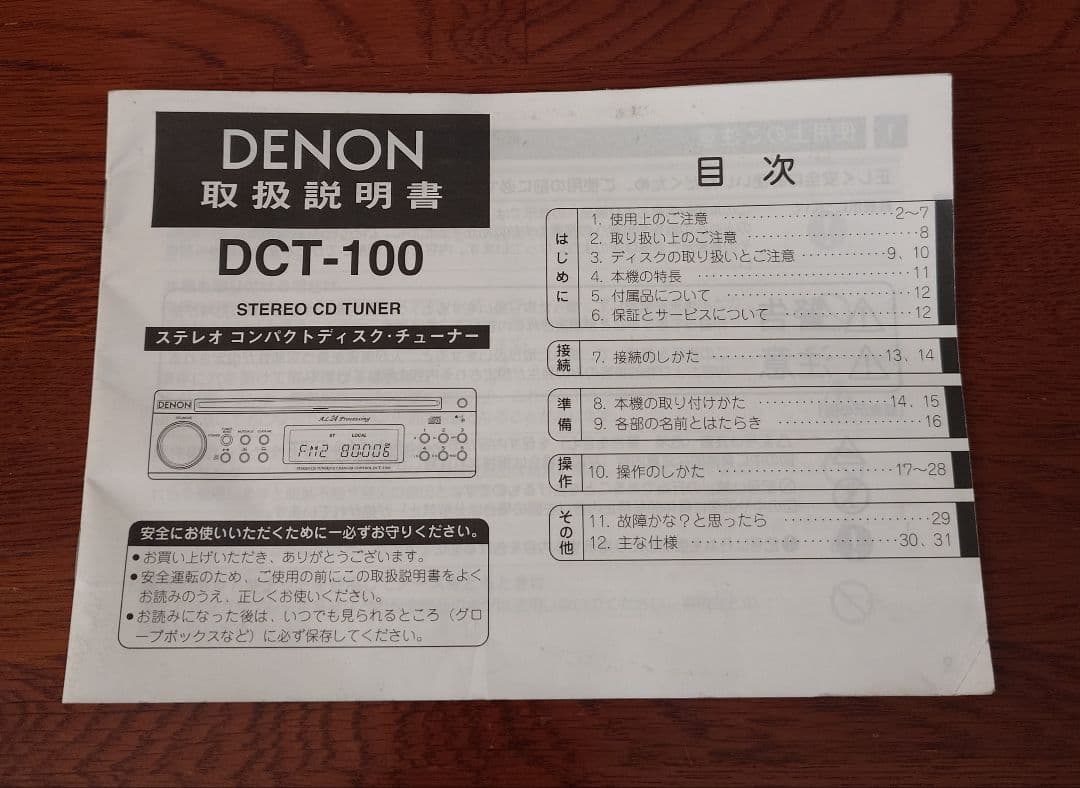 DENON
取扱説明書
DCT-100
STEREO CD TUNER
ステレオ コンパクトディスク・チューナー
DENON
AL24 Processing
ST LOCAL
FM2 80.00
安全にお使いいただくために―必ずお守りください。
●お買い上げいただき、ありがとうございます。
●安全運転のため、ご使用の前にこの取扱説明書をよく
お読みのうえ、正しくお使いください。
●お読みになった後は、いつでも見られるところ（グロ
ーブボックスなど）に必ず保存してください。
目 次
はじめに
1. 使用上のご注意 ……………………2〜7
2. 取り扱い上のご注意 ……………………8
3. ディスクの取り扱いとご注意 …………9、10
4. 本機の特長 ……………………11
5. 付属品について ……………………12
6. 保証とサービスについて ……………………12
接続
7. 接続のしかた ……………………13、14
準備
8. 本機の取り付けかた ……………………14、15
9. 各部の名前とはたらき ……………………16
操作
10. 操作のしかた ……………………17〜28
その他
11. 故障かな？と思ったら ……………………29
12. 主な仕様 ……………………30、31